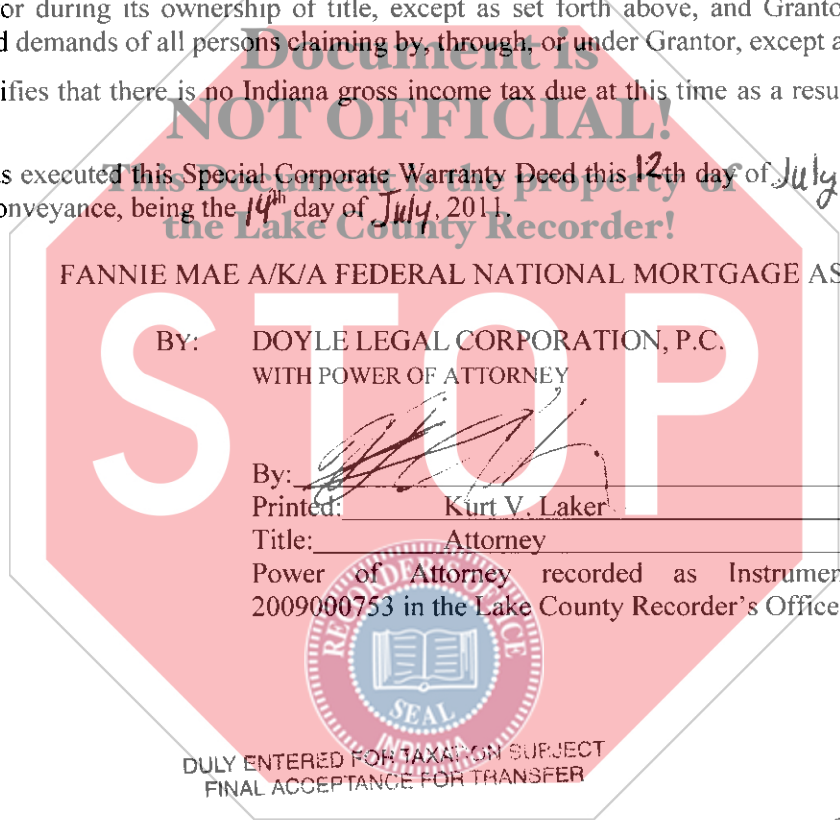 or during its ownership of title, except as set forth above, and Granto
d demands of all persons claiming by, through, or under Grantor, except a
Document is
ifies that there is no Indiana gross income tax due at this time as a resu
NOT OFFICIAL!
s executed this Special Corporate Warranty Deed this 12th day of July
This Document is the property of
onveyance, being the 14th day of July, 2011.
the Lake County Recorder!
FANNIE MAE A/K/A FEDERAL NATIONAL MORTGAGE AS
STOP
BY: DOYLE LEGAL CORPORATION, P.C.
WITH POWER OF ATTORNEY
By:
Printed: Kurt V. Laker
Title: Attorney
Power of Attorney recorded as Instrumen
2009000753 in the Lake County Recorder's Office
RECORDER'S OFFICE
SEAL
INDIANA
DULY ENTERED FOR TAXATION SUBJECT
FINAL ACCEPTANCE FOR TRANSFER